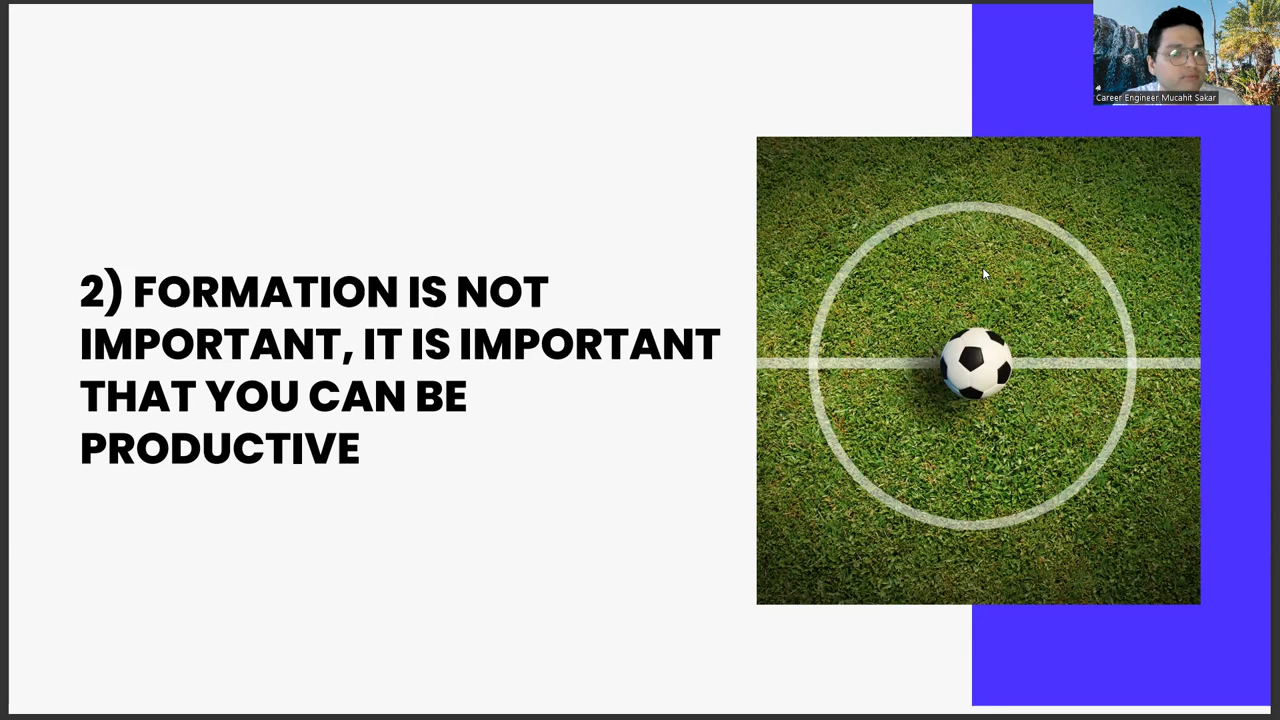 Career Engineer Mucahit Sakar
2) FORMATION IS NOT
IMPORTANT, IT IS IMPORTANT
THAT YOU CAN BE
PRODUCTIVE